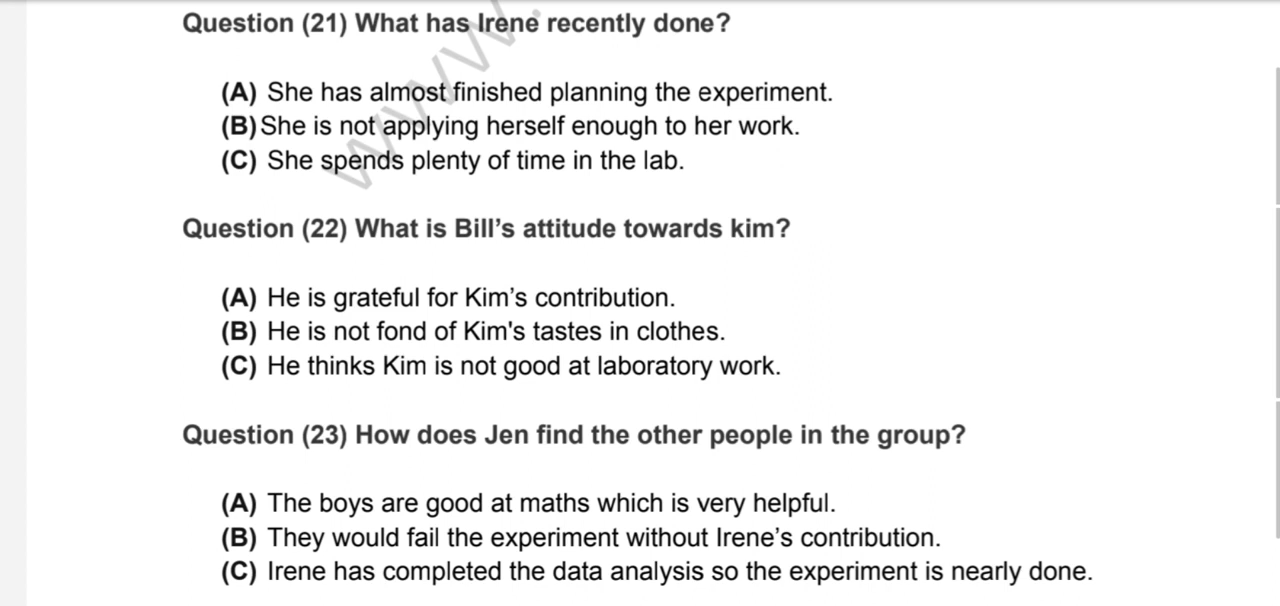 Question (21) What has Irene recently done?
(A) She has almost finished planning the experiment.
(B) She is not applying herself enough to her work.
(C) She spends plenty of time in the lab.
Question (22) What is Bill's attitude towards kim?
(A) He is grateful for Kim's contribution.
(B) He is not fond of Kim's tastes in clothes.
(C) He thinks Kim is not good at laboratory work.
Question (23) How does Jen find the other people in the group?
(A) The boys are good at maths which is very helpful.
(B) They would fail the experiment without Irene's contribution.
(C) Irene has completed the data analysis so the experiment is nearly done.
www.